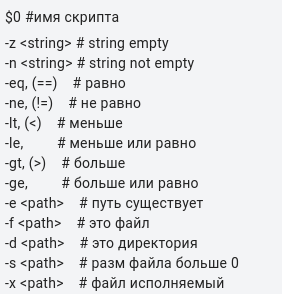 $0 #имя скрипта
-z <string> # string empty
-n <string> # string not empty
-eq, (==) # равно
-ne, (!=) # не равно
-lt, (<) # меньше
-le, # меньше или равно
-gt, (>) # больше
-ge, # больше или равно
-e <path> # путь существует
-f <path> # это файл
-d <path> # это директория
-s <path> # разм файла больше 0
-x <path> # файл исполняемый